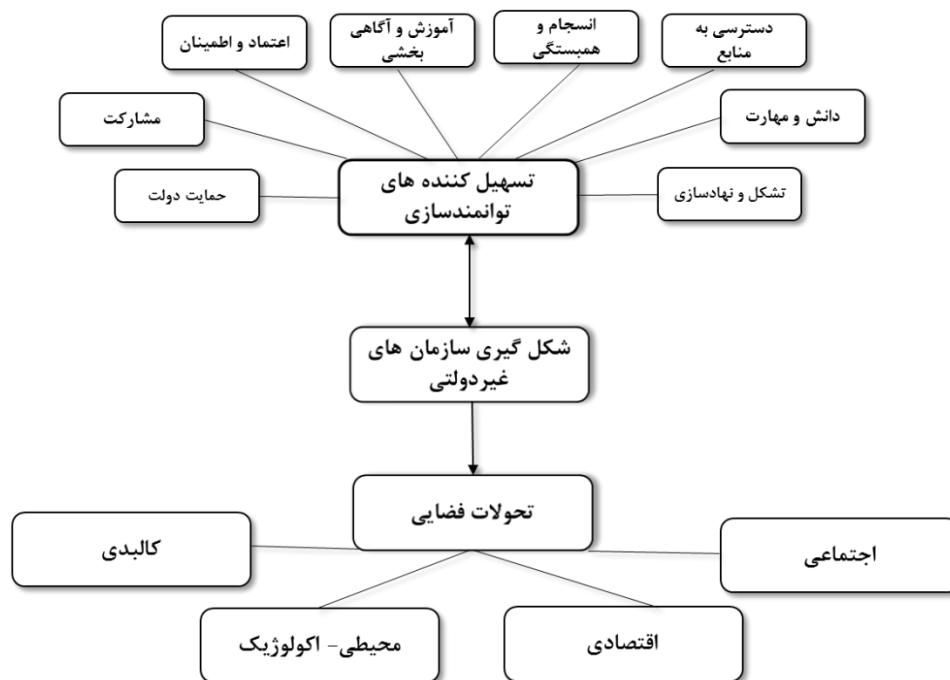 دسترسی به
منابع
انسجام و
همبستگی
آموزش و آگاهی
بخشی
اعتماد و اطمینان
دانش و مهارت
مشارکت
تشکل و نهادسازی
تسهیل کننده های
توانمندسازی
حمایت دولت
شکل گیری سازمان های
غیردولتی
تحولات فضایی
اجتماعی
کالبدی
اقتصادی
محیطی- اکولوژیک